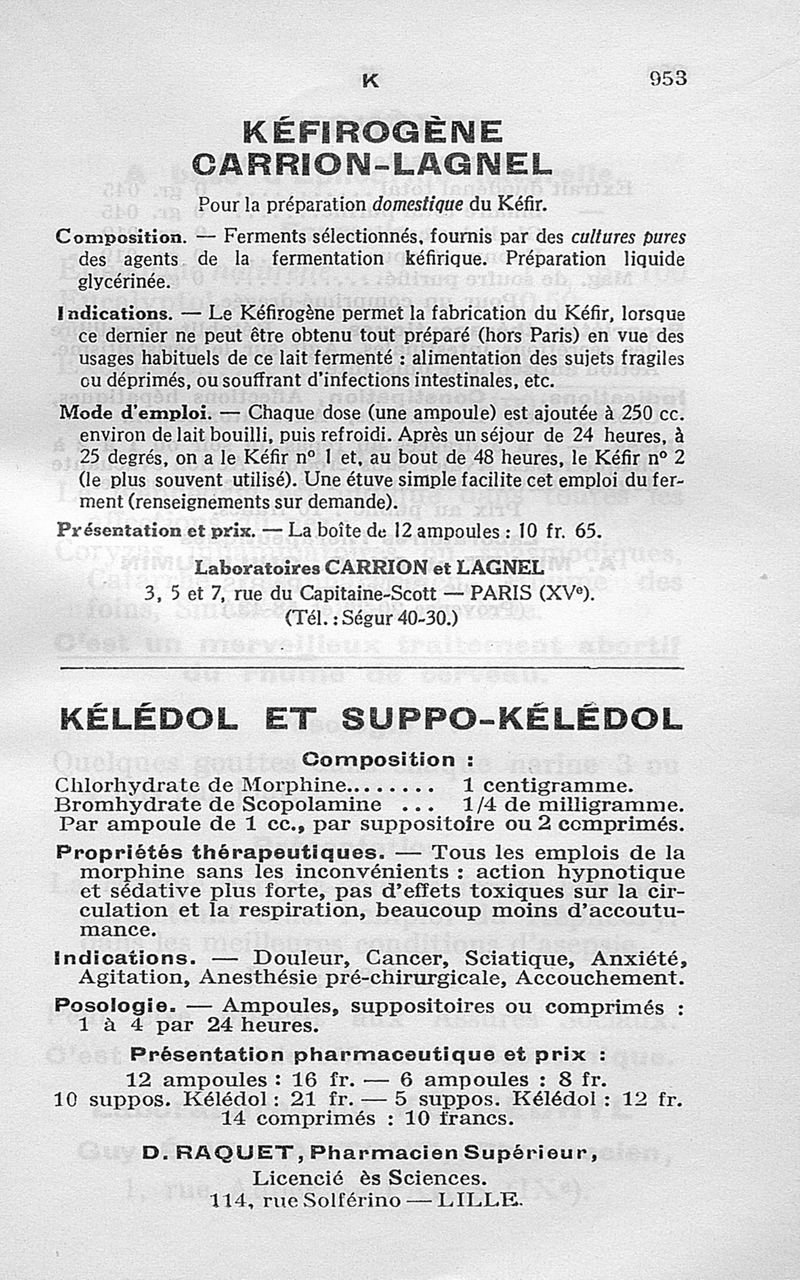 K 953
KÉFIROGÈNE
CARRION-LAGNEL
Pour la préparation domestique du Kéfir.
Composition. — Ferments sélectionnés, fournis par des cultures pures
des agents de la fermentation kéfirique. Préparation liquide
glycérinée.
Indications. — Le Kéfirogène permet la fabrication du Kéfir, lorsque
ce dernier ne peut être obtenu tout préparé (hors Paris) en vue des
usages habituels de ce lait fermenté : alimentation des sujets fragiles
ou déprimés, ou souffrant d'infections intestinales, etc.
Mode d'emploi. — Chaque dose (une ampoule) est ajoutée à 250 cc.
environ de lait bouilli, puis refroidi. Après un séjour de 24 heures, à
25 degrés, on a le Kéfir n° 1 et, au bout de 48 heures, le Kéfir n° 2
(le plus souvent utilisé). Une étuve simple facilite cet emploi du fer-
ment (renseignements sur demande).
Présentation et prix. — La boîte de 12 ampoules : 10 fr. 65.
Laboratoires CARRION et LAGNEL
3, 5 et 7, rue du Capitaine-Scott — PARIS (XVe).
(Tél. : Ségur 40-30.)
KÉLÉDOL ET SUPPO-KÉLÉDOL
Composition :
Chlorhydrate de Morphine........ 1 centigramme.
Bromhydrate de Scopolamine ... 1/4 de milligramme.
Par ampoule de 1 cc., par suppositoire ou 2 comprimés.
Propriétés thérapeutiques. — Tous les emplois de la
morphine sans les inconvénients : action hypnotique
et sédative plus forte, pas d'effets toxiques sur la cir-
culation et la respiration, beaucoup moins d'accoutu-
mance.
Indications. — Douleur, Cancer, Sciatique, Anxiété,
Agitation, Anesthésie pré-chirurgicale, Accouchement.
Posologie. — Ampoules, suppositoires ou comprimés :
1 à 4 par 24 heures.
Présentation pharmaceutique et prix :
12 ampoules : 16 fr. — 6 ampoules : 8 fr.
10 suppos. Kélédol : 21 fr. — 5 suppos. Kélédol : 12 fr.
14 comprimés : 10 francs.
D. RAQUET, Pharmacien Supérieur,
Licencié ès Sciences.
114, rue Solférino — LILLE.